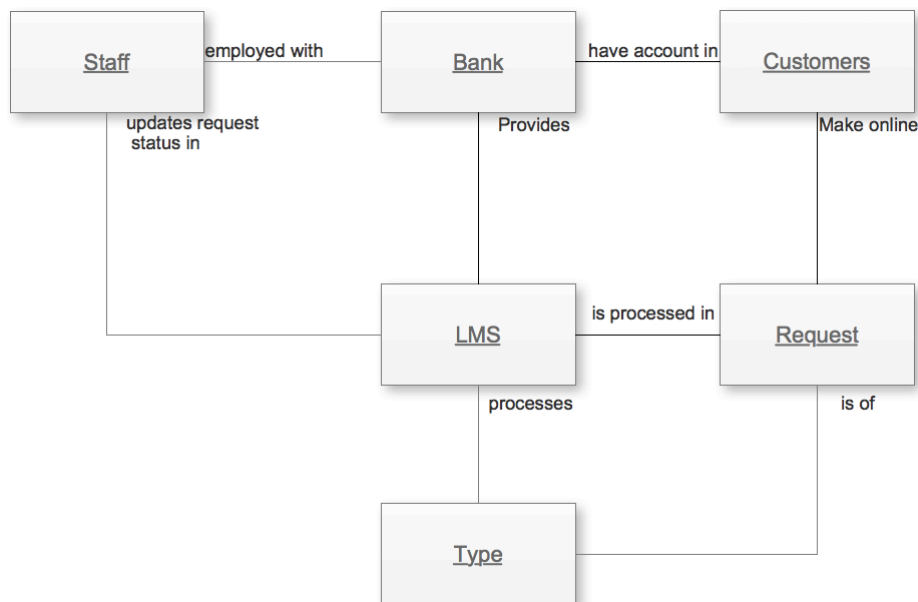 Staff
employed with
Bank
have account in
Customers
updates request
status in
Provides
Make online
LMS
is processed in
Request
processes
is of
Type